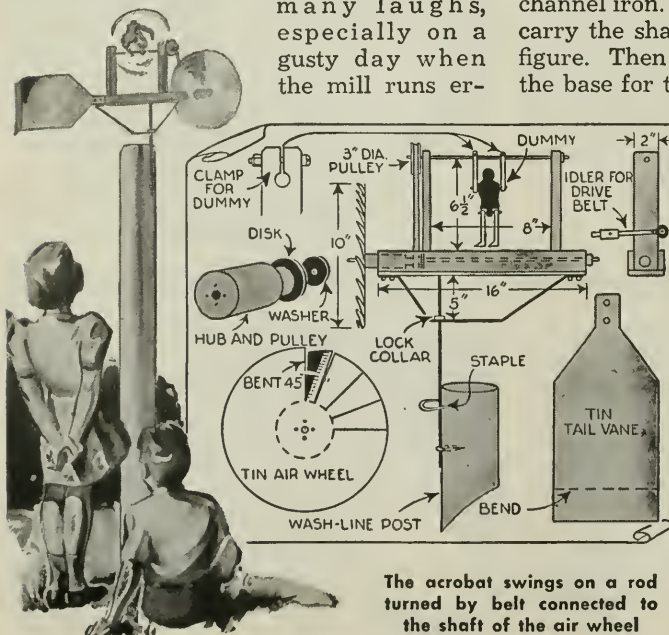 many laughs,
especially on a
gusty day when
the mill runs er-
channel iron.
carry the sha
figure. Then
the base for t
CLAMP
FOR
DUMMY
3" DIA.
PULLEY
DUMMY
2"
IDLER FOR
DRIVE
BELT
6½"
8"
10"
DISK
WASHER
HUB AND PULLEY
16"
5"
LOCK
COLLAR
STAPLE
BENT 45°
TIN AIR WHEEL
2"
WASH-LINE POST
TIN
TAIL VANE
BEND
The acrobat swings on a rod
turned by belt connected to
the shaft of the air wheel